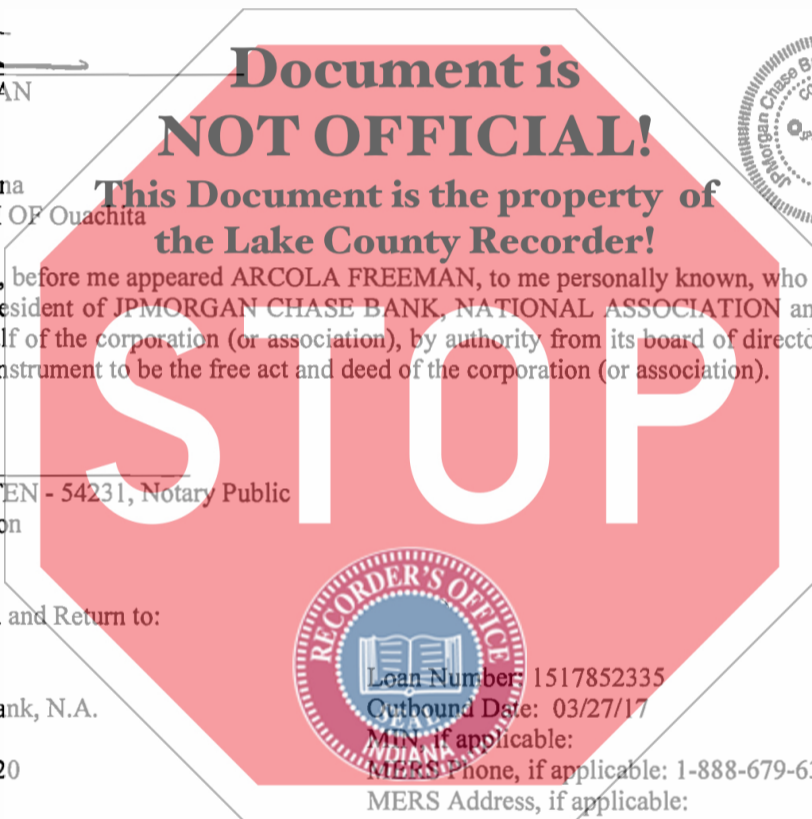 Document is
NOT OFFICIAL!
This Document is the property of
the Lake County Recorder!
JPMorgan Chase
AN
na
OF Ouachita
, before me appeared ARCOLA FREEMAN, to me personally known, who
esident of JPMORGAN CHASE BANK, NATIONAL ASSOCIATION an
lf of the corporation (or association), by authority from its board of directo
nstrument to be the free act and deed of the corporation (or association).
STOP
TEN - 54231, Notary Public
on
and Return to:
RECORDER'S OFFICE
SEAL
INDIANA
Loan Number: 1517852335
ank, N.A.
Outbound Date: 03/27/17
MIN, if applicable:
20
MERS Phone, if applicable: 1-888-679-6
MERS Address, if applicable: